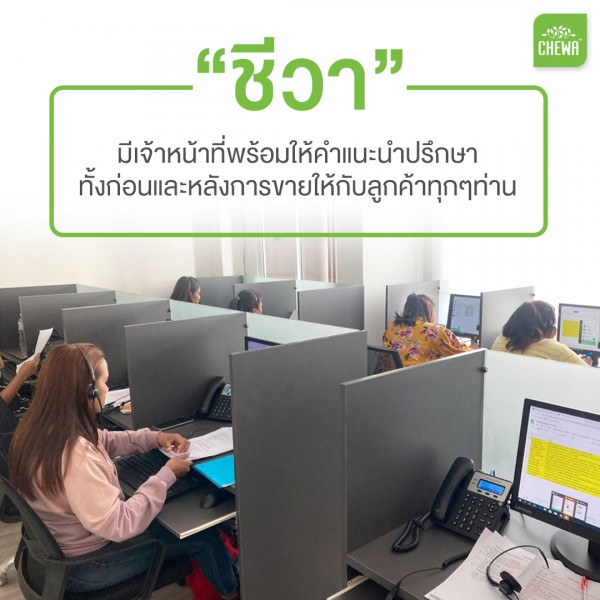 CHEWA
“ชีวา”
มีเจ้าหน้าที่พร้อมให้คำแนะนำปรึกษา
ทั้งก่อนและหลังการขายให้กับลูกค้าทุกๆท่าน